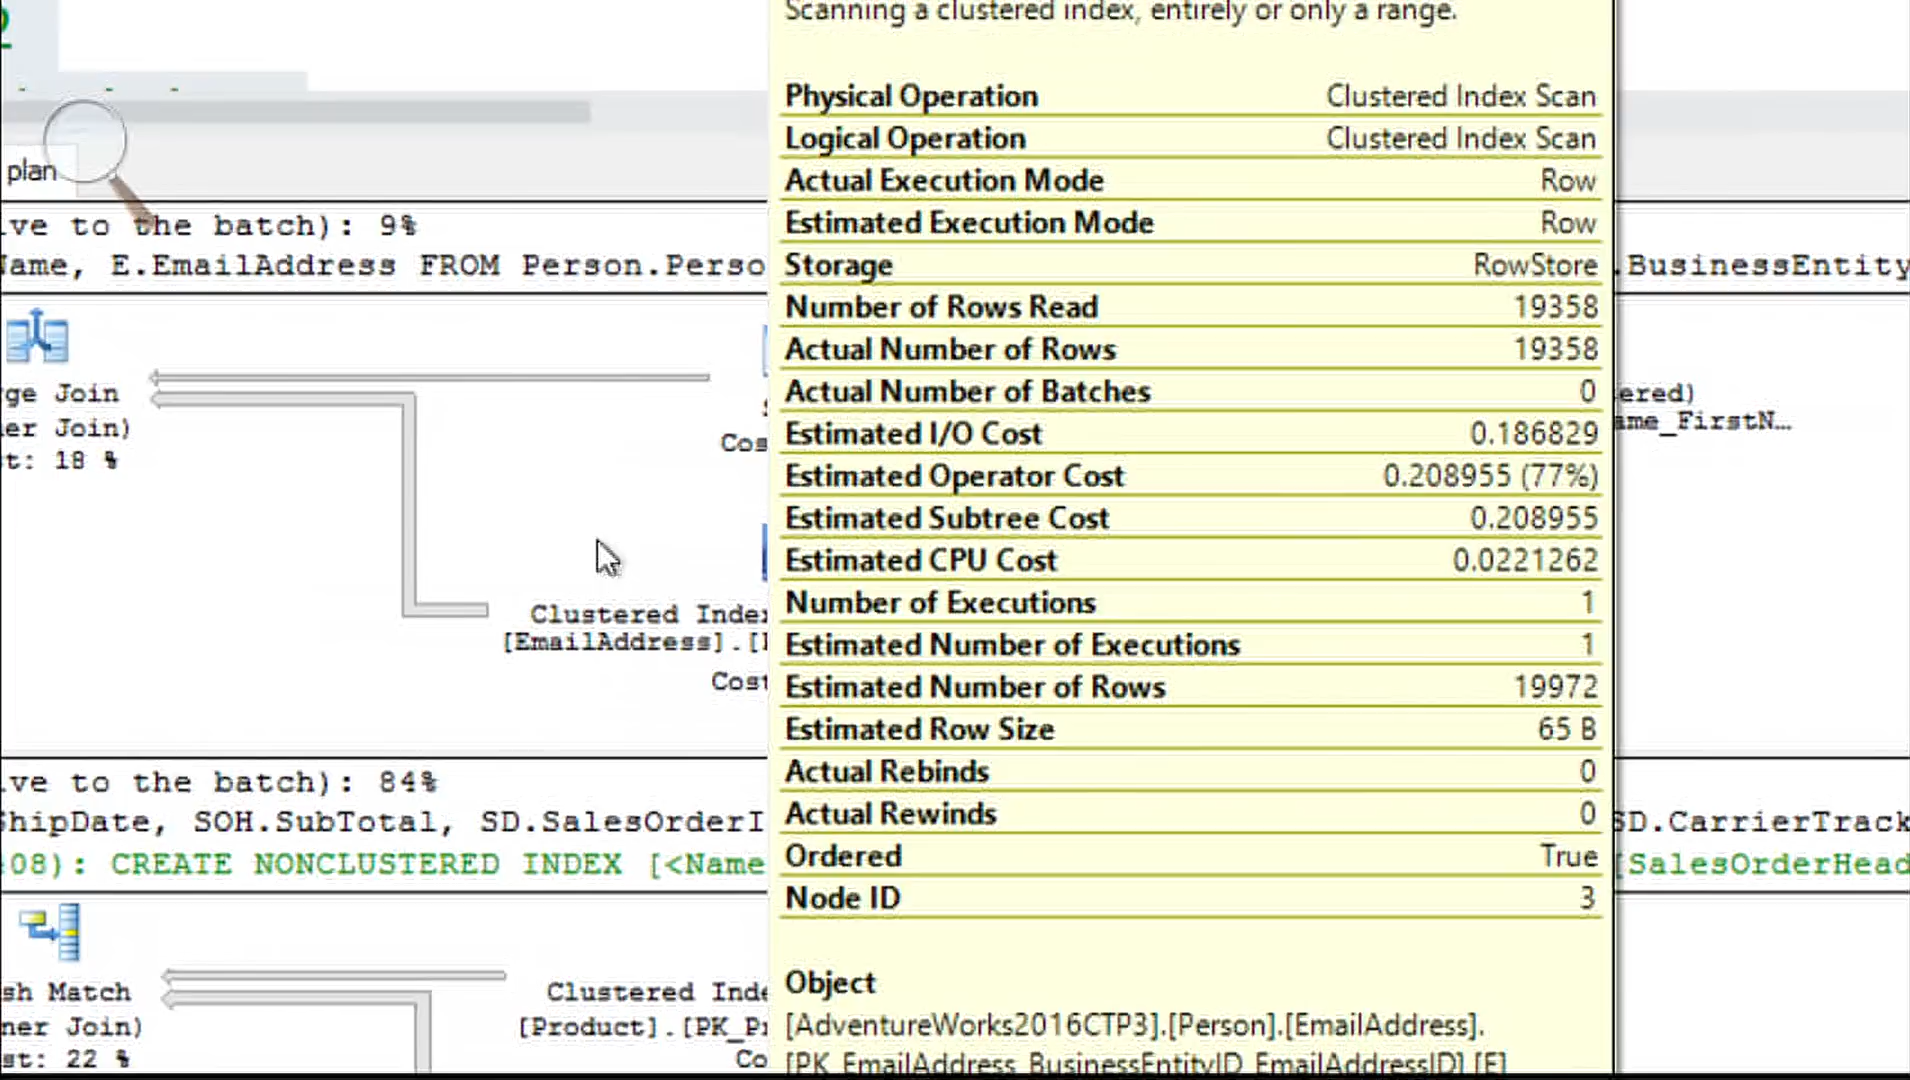 Scanning a clustered index, entirely or only a range.
Physical Operation Clustered Index Scan
Logical Operation Clustered Index Scan
Actual Execution Mode Row
Estimated Execution Mode Row
Storage RowStore
Number of Rows Read 19358
Actual Number of Rows 19358
Actual Number of Batches 0
Estimated I/O Cost 0.186829
Estimated Operator Cost 0.208955 (77%)
Estimated Subtree Cost 0.208955
Estimated CPU Cost 0.0221262
Number of Executions 1
Estimated Number of Executions 1
Estimated Number of Rows 19972
Estimated Row Size 65 B
Actual Rebinds 0
Actual Rewinds 0
Ordered True
Node ID 3
Object
[AdventureWorks2016CTP3].[Person].[EmailAddress].
[PK_EmailAddress_BusinessEntityID_EmailAddressID] [E]
plan
ve to the batch): 9%
Name, E.EmailAddress FROM Person.Perso .BusinessEntity
rge Join
er Join)
t: 18 %
Cos
ered)
ame_FirstN...
Clustered Index
[EmailAddress].[
Cost
ve to the batch): 84%
ShipDate, SOH.SubTotal, SD.SalesOrderI SD.CarrierTrack
08): CREATE NONCLUSTERED INDEX [<Name [SalesOrderHead
sh Match
ner Join)
st: 22 %
Clustered Inde
[Product].[PK_P
Co